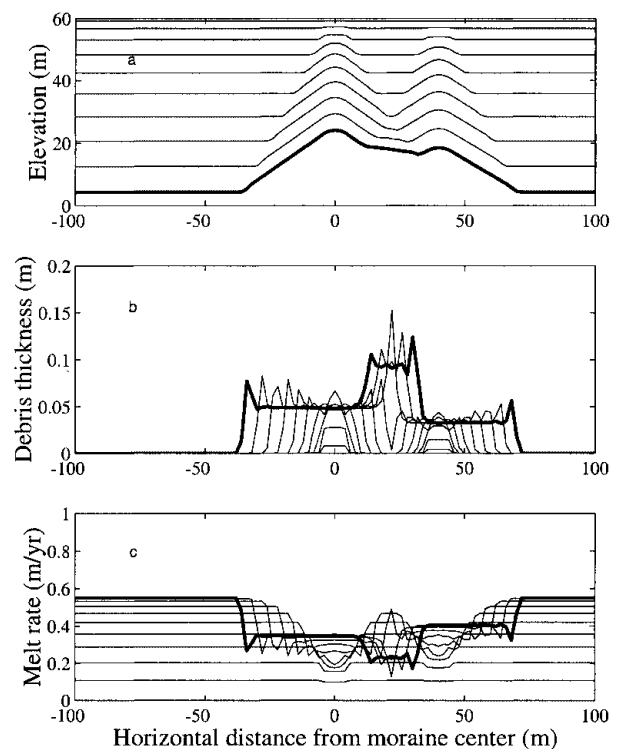 60
40
20
0
Elevation (m)
a
-100 -50 0 50 100
0.2
0.15
0.1
0.05
0
Debris thickness (m)
b
-100 -50 0 50 100
1
0.8
0.6
0.4
0.2
0
Melt rate (m/yr)
c
-100 -50 0 50 100
Horizontal distance from moraine center (m)